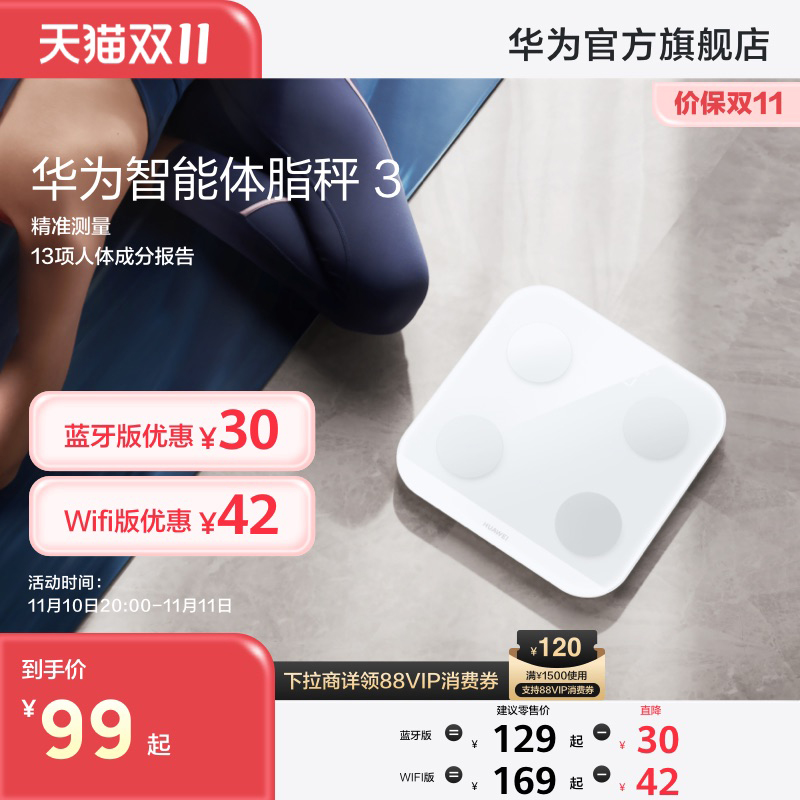 天猫双11
华为官方旗舰店
价保双11
华为智能体脂秤 3
精准测量
13项人体成分报告
HUAWEI
蓝牙版优惠 ¥30
Wifi版优惠 ¥42
活动时间：
11月10日20:00-11月11日
到手价
¥99起
下拉商详领88VIP消费券
¥120
满¥1500使用
支持88VIP消费券
建议零售价 直降
蓝牙版 = ¥129起 - ¥30
WIFI版 = ¥169起 - ¥42